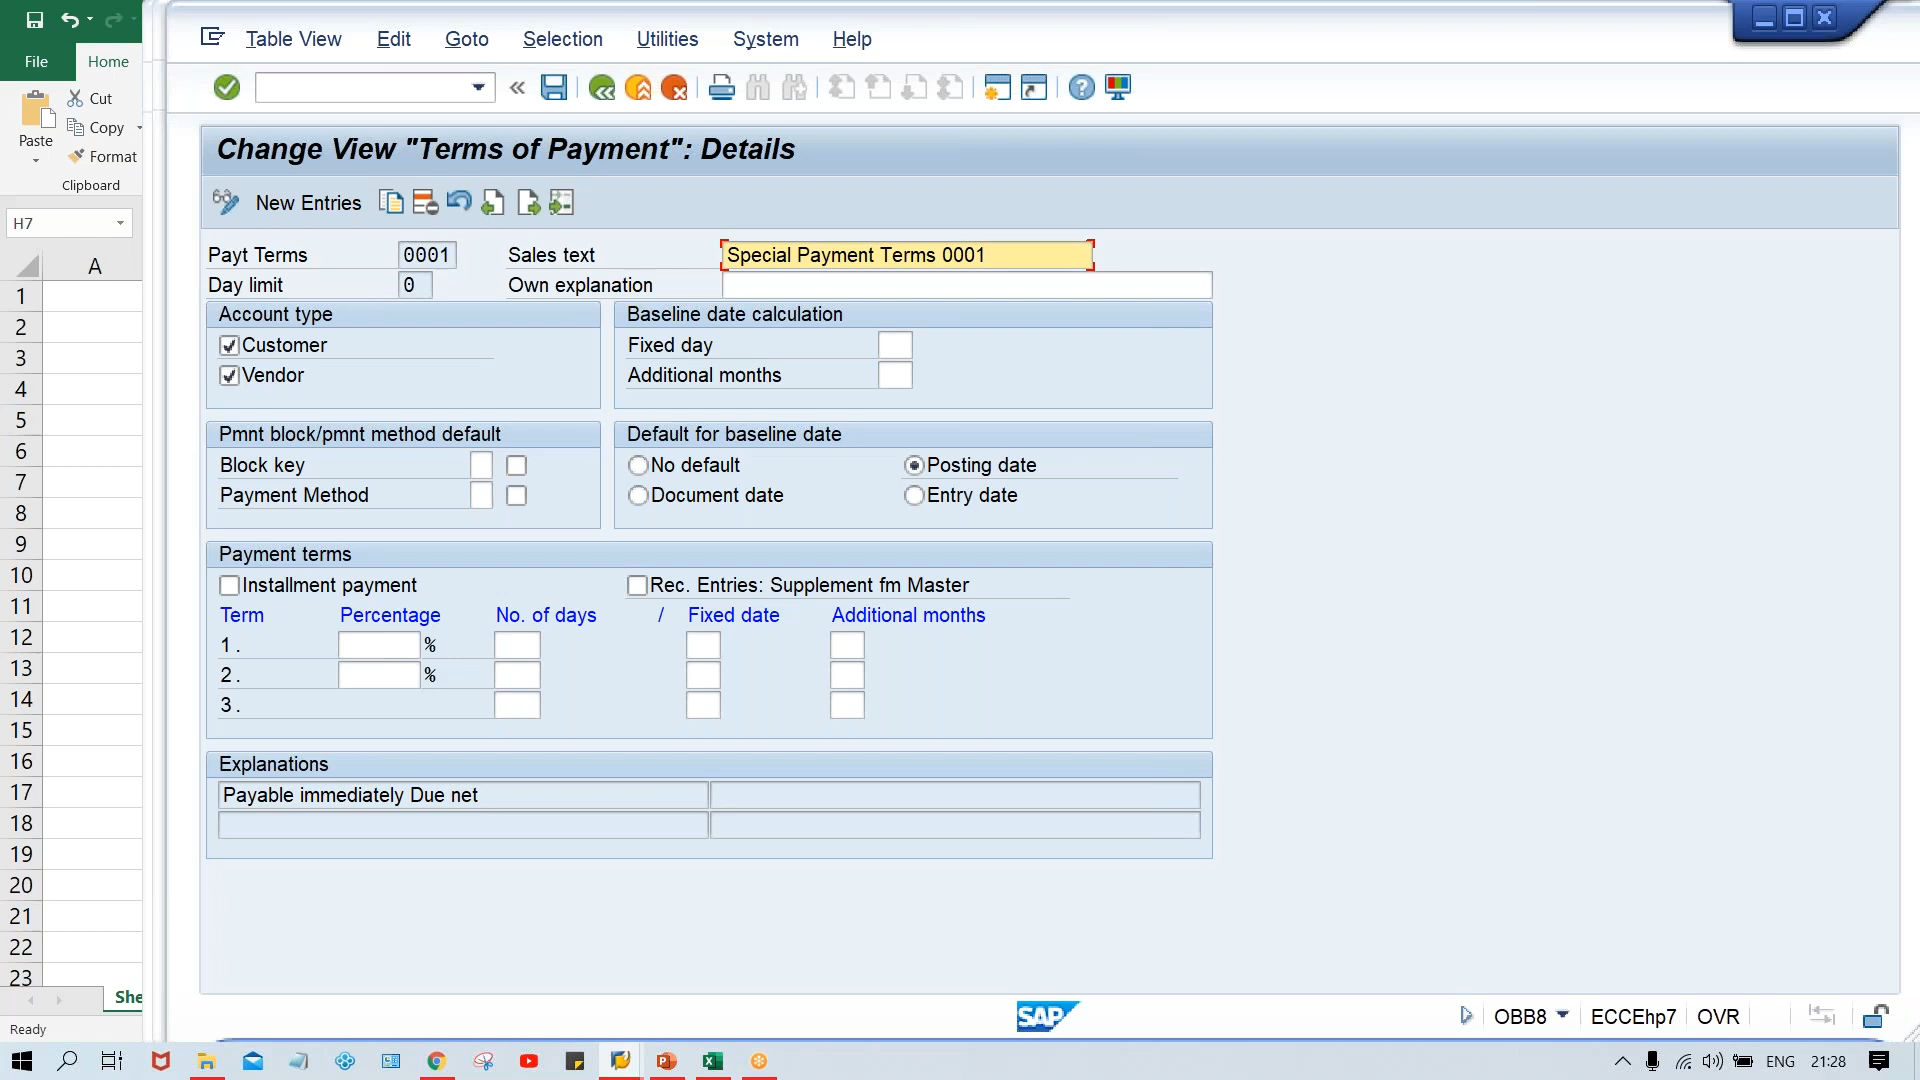 Table View Edit Goto Selection Utilities System Help
File Home
Cut
Copy
Paste
Format
Clipboard
Change View "Terms of Payment": Details
New Entries
H7
Payt Terms 0001 Sales text Special Payment Terms 0001
Day limit 0 Own explanation
Account type Baseline date calculation
Customer Fixed day
Vendor Additional months
Pmnt block/pmnt method default Default for baseline date
Block key No default Posting date
Payment Method Document date Entry date
Payment terms
Installment payment Rec. Entries: Supplement fm Master
Term Percentage No. of days / Fixed date Additional months
1. %
2. %
3.
Explanations
Payable immediately Due net
A
1
2
3
4
5
6
7
8
9
10
11
12
13
14
15
16
17
18
19
20
21
22
23
She
Ready
SAP
OBB8 ECCEhp7 OVR
ENG 21:28